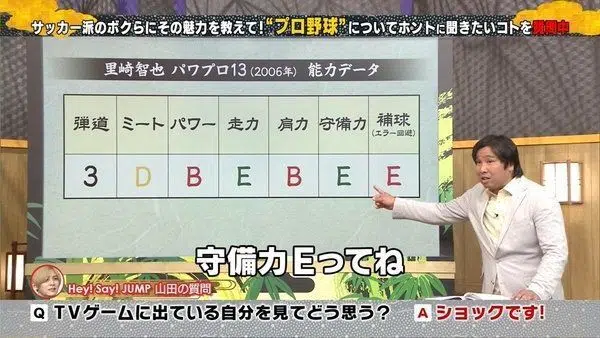 サッカー派のボクらにその魅力を教えて!"プロ野球"についてホントに聞きたいコトを質問中
里崎智也 パワプロ13(2006年) 能力データ
弾道 ミート パワー 走力 肩力 守備力 捕球
(エラー回避)
3 D B E B E E
守備力Eってね
Hey! Say! JUMP 山田の質問
Q TVゲームに出ている自分を見てどう思う? A ショックです!